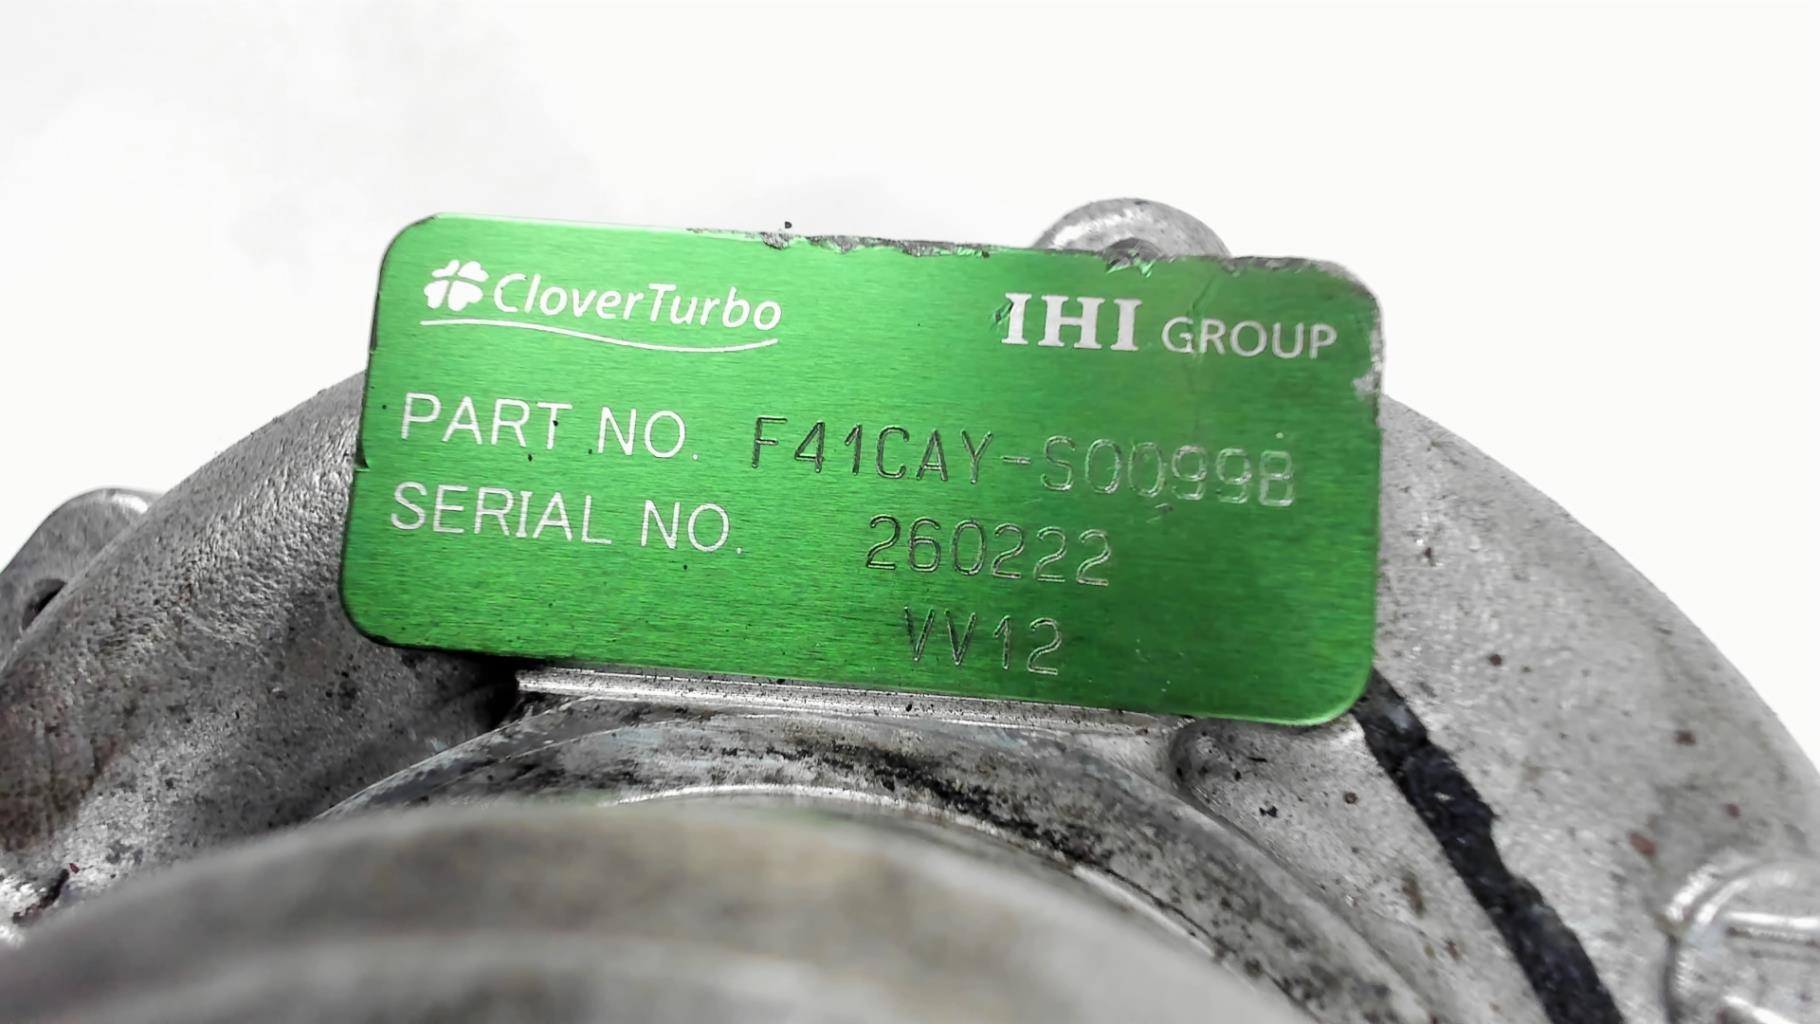 CloverTurbo IHI GROUP
PART NO. F41CAY-S0099B
SERIAL NO. 260222
VV12